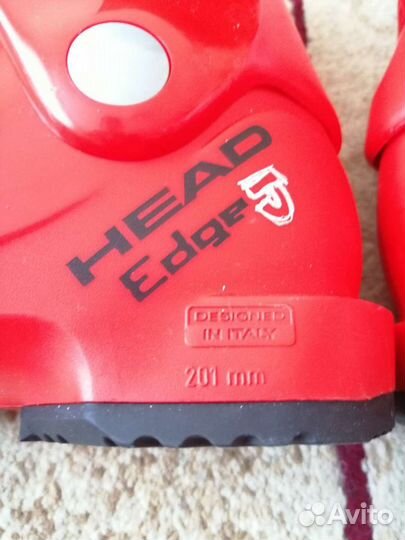 HEAD
Edge J
DESIGNED
IN ITALY
201 mm
Avito